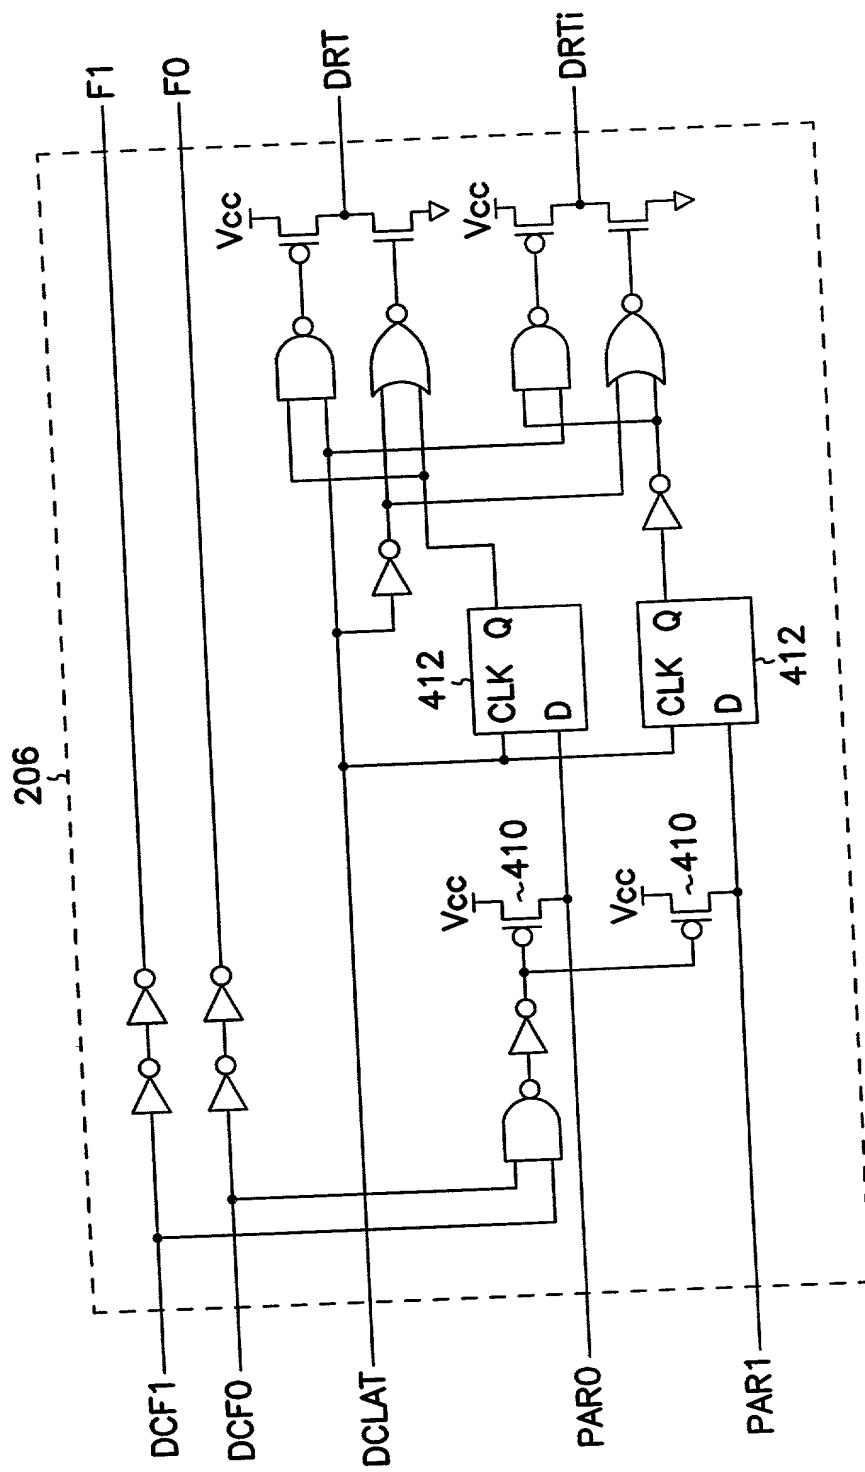 206
DCF1
F1
DCF0
F0
DCLAT
Vcc
DRT
Vcc
DRTi
412
CLK Q
D
Vcc
~410
PAR0
CLK Q
D
412
Vcc
~410
PAR1